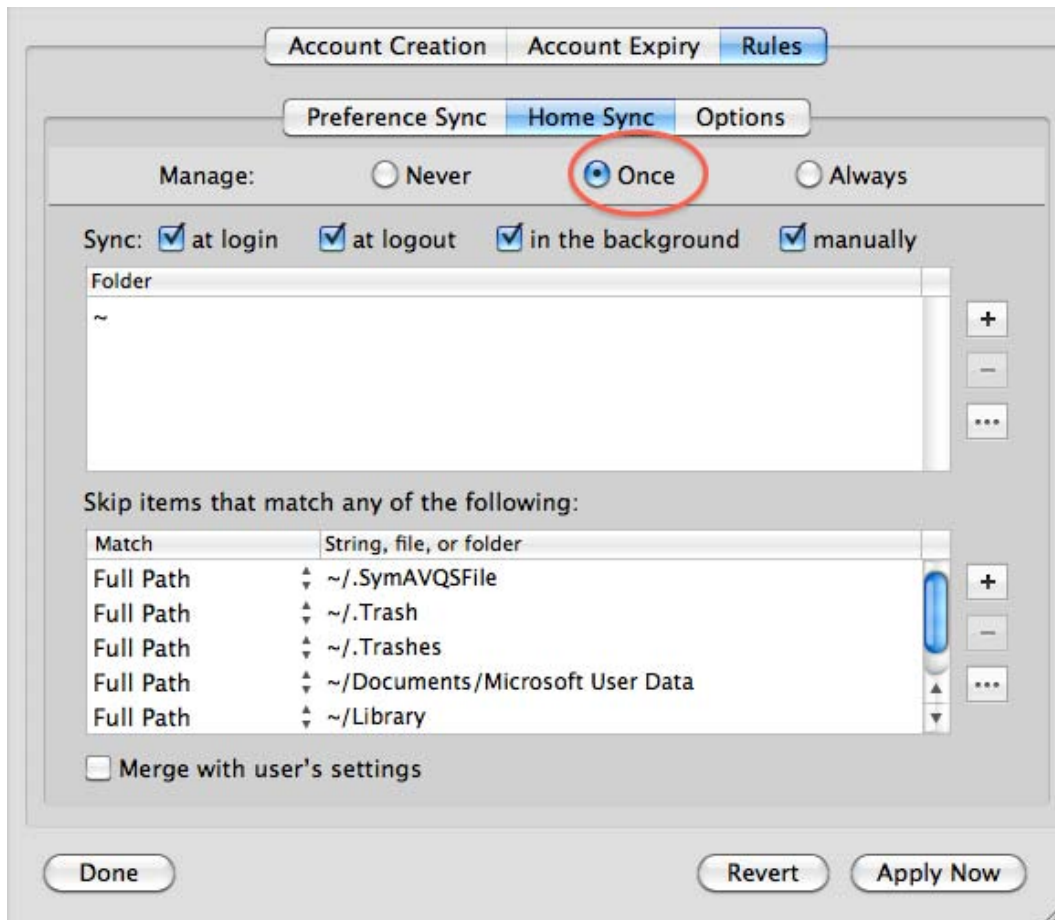 Account Creation Account Expiry Rules
Preference Sync Home Sync Options
Manage: Never Once Always
Sync: at login at logout in the background manually
Folder
~
Skip items that match any of the following:
Match String, file, or folder
Full Path ~/.SymAVQSFile
Full Path ~/.Trash
Full Path ~/.Trashes
Full Path ~/Documents/Microsoft User Data
Full Path ~/Library
Merge with user's settings
Done Revert Apply Now